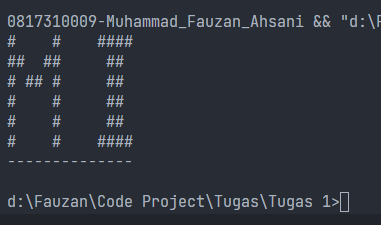 0817310009-Muhammad_Fauzan_Ahsani && "d:\F
#    #    ####
##  ##     ##
# ## #     ##
#    #     ##
#    #     ##
#    #    ####
--------------
d:\Fauzan\Code Project\Tugas\Tugas 1>